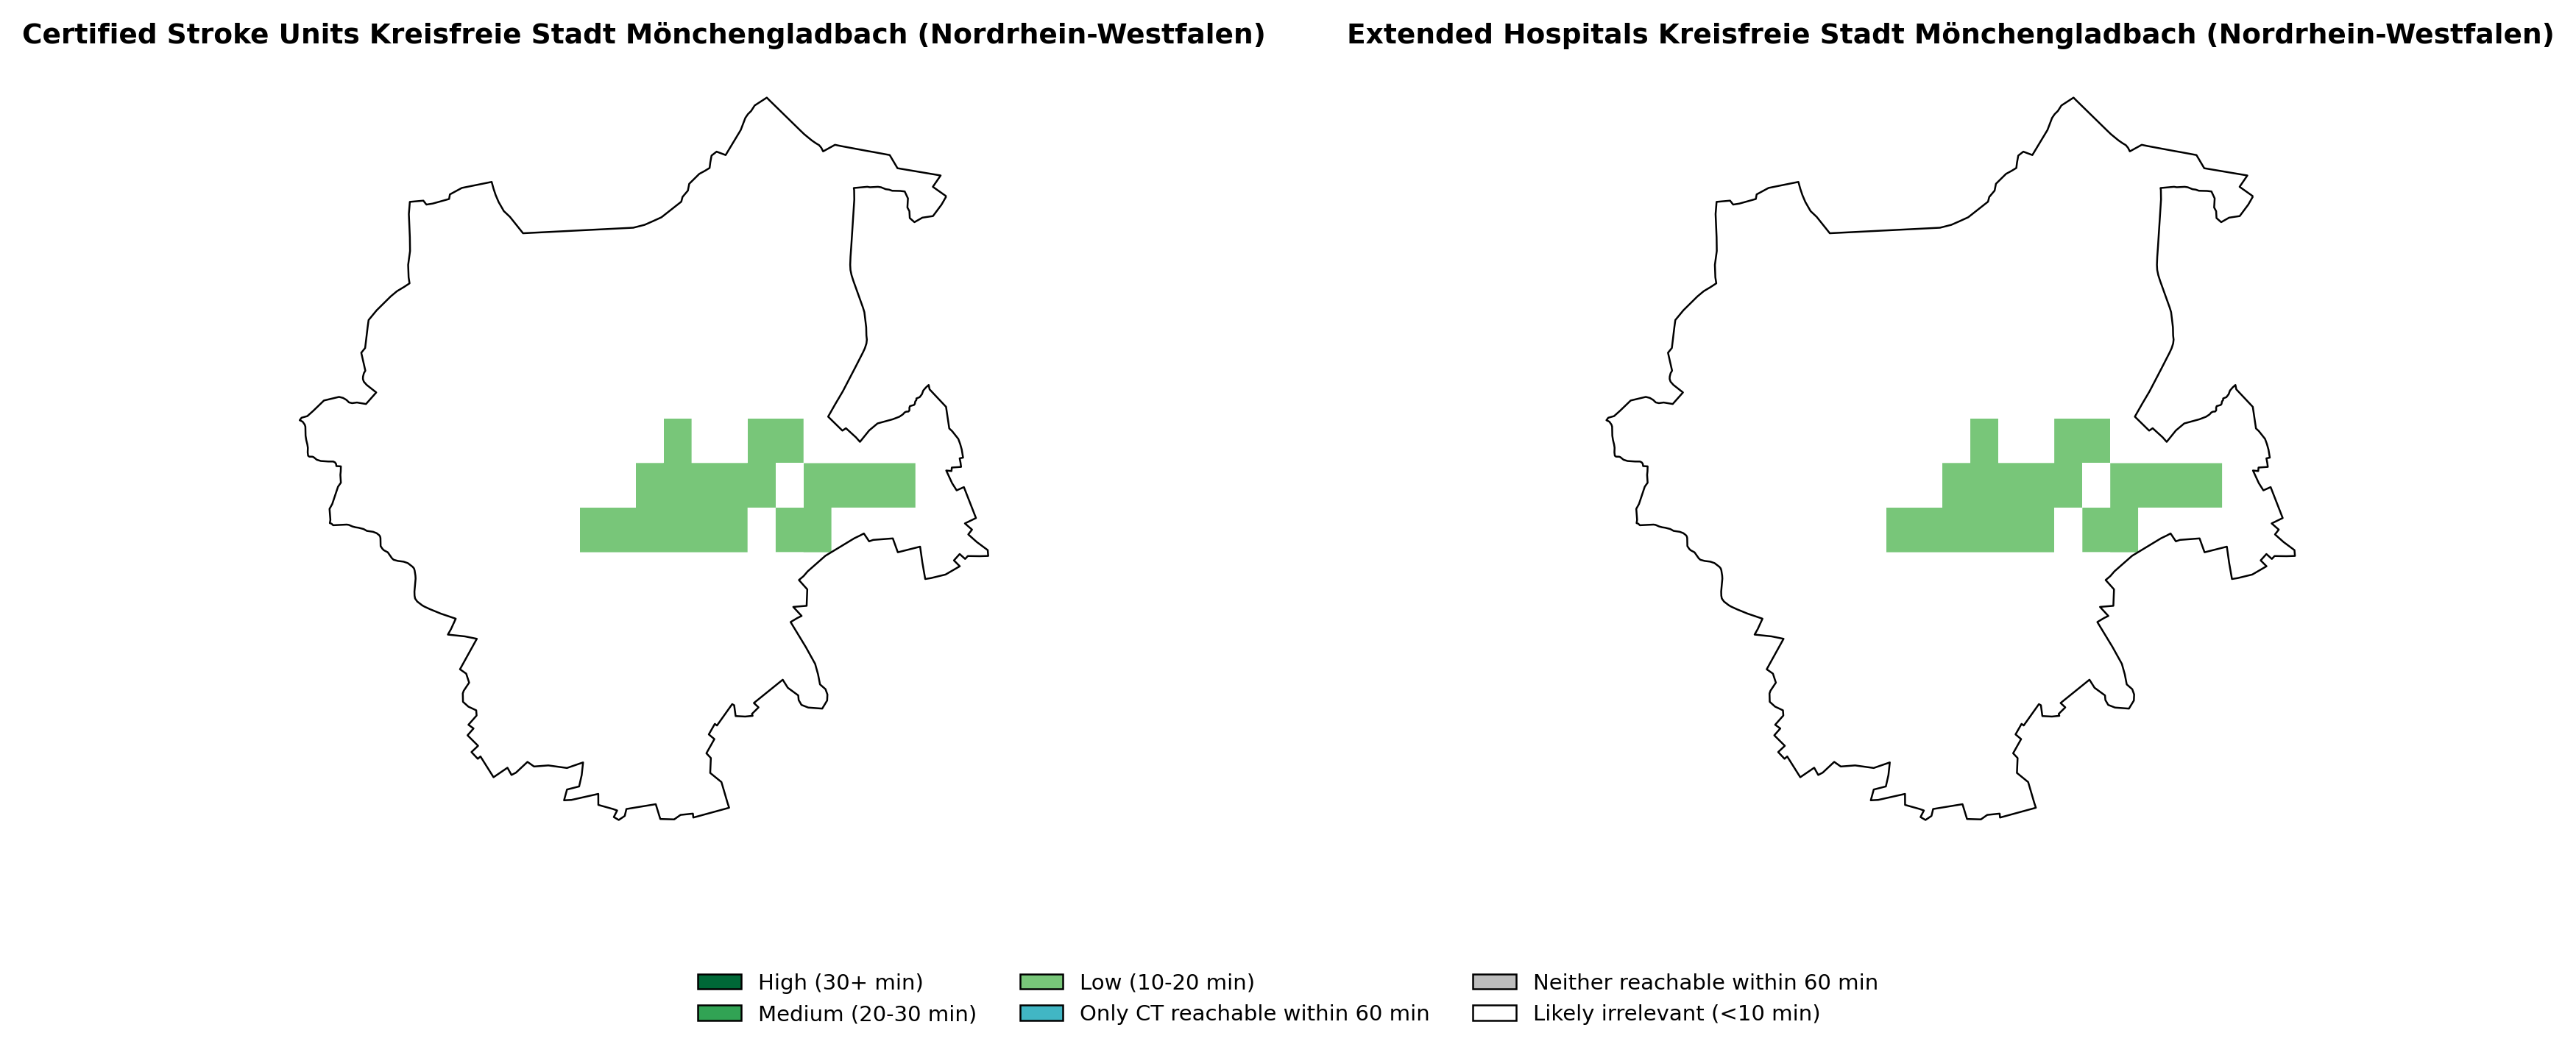 Certified Stroke Units Kreisfreie Stadt Mönchengladbach (Nordrhein-Westfalen)
Extended Hospitals Kreisfreie Stadt Mönchengladbach (Nordrhein-Westfalen)
High (30+ min)
Medium (20-30 min)
Low (10-20 min)
Only CT reachable within 60 min
Neither reachable within 60 min
Likely irrelevant (<10 min)